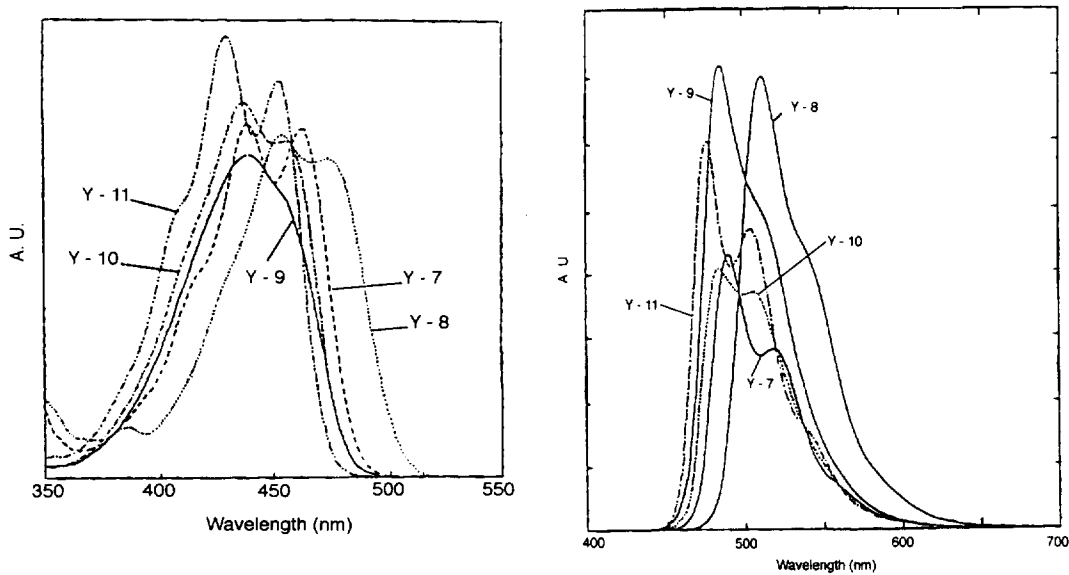 A. U.
Y - 11
Y - 10
Y - 9
Y - 7
Y - 8
350
400
450
500
550
Wavelength (nm)
A U
Y - 9
Y - 8
Y - 10
Y - 11
Y - 7
400
500
600
700
Wavelength (nm)